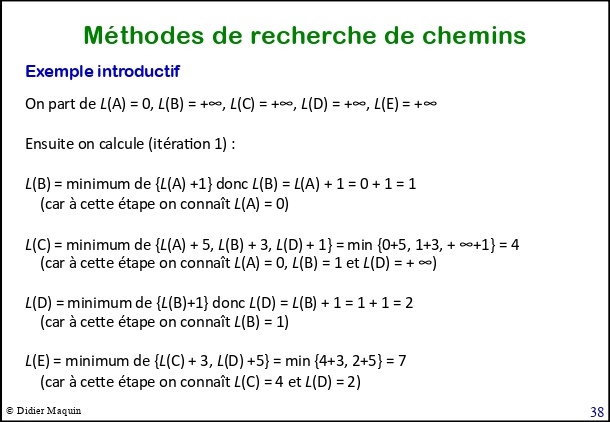 Méthodes de recherche de chemins
Exemple introductif
On part de L(A) = 0, L(B) = +∞, L(C) = +∞, L(D) = +∞, L(E) = +∞
Ensuite on calcule (itération 1) :
L(B) = minimum de {L(A) +1} donc L(B) = L(A) + 1 = 0 + 1 = 1
(car à cette étape on connaît L(A) = 0)
L(C) = minimum de {L(A) + 5, L(B) + 3, L(D) + 1} = min {0+5, 1+3, + ∞+1} = 4
(car à cette étape on connaît L(A) = 0, L(B) = 1 et L(D) = + ∞)
L(D) = minimum de {L(B)+1} donc L(D) = L(B) + 1 = 1 + 1 = 2
(car à cette étape on connaît L(B) = 1)
L(E) = minimum de {L(C) + 3, L(D) +5} = min {4+3, 2+5} = 7
(car à cette étape on connaît L(C) = 4 et L(D) = 2)
© Didier Maquin
38